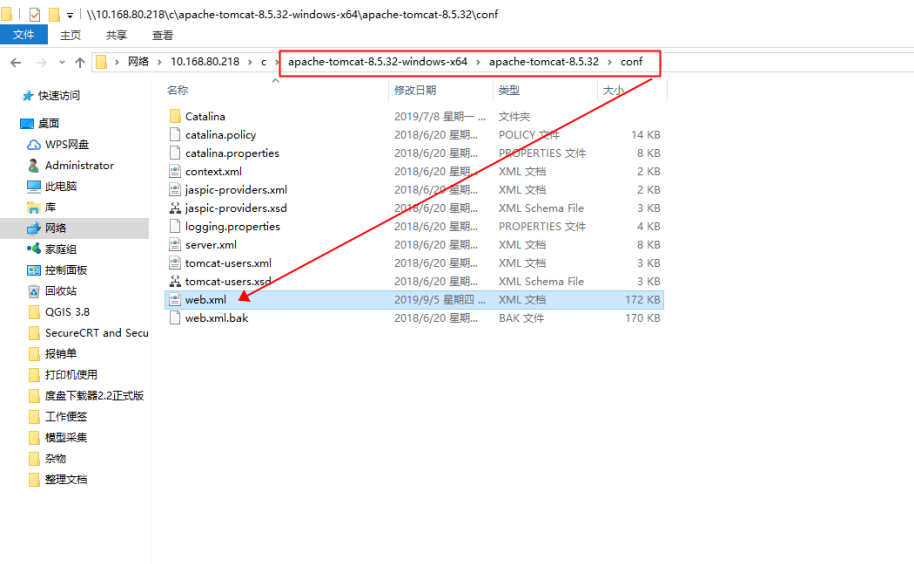 \\10.168.80.218\c\apache-tomcat-8.5.32-windows-x64\apache-tomcat-8.5.32\conf
文件 主页 共享 查看
网络 › 10.168.80.218 › c › apache-tomcat-8.5.32-windows-x64 › apache-tomcat-8.5.32 › conf
快速访问
桌面
WPS网盘
Administrator
此电脑
库
网络
家庭组
控制面板
回收站
QGIS 3.8
SecureCRT and Secu
报销单
打印机使用
度盘下载器2.2正式版
工作便签
模型采集
杂物
整理文档
名称 修改日期 类型 大小
Catalina 2019/7/8 星期一 ... 文件夹
catalina.policy 2018/6/20 星期... POLICY 文件 14 KB
catalina.properties 2018/6/20 星期... PROPERTIES 文件 8 KB
context.xml 2018/6/20 星期... XML 文档 2 KB
jaspic-providers.xml 2018/6/20 星期... XML 文档 2 KB
jaspic-providers.xsd 2018/6/20 星期... XML Schema File 3 KB
logging.properties 2018/6/20 星期... PROPERTIES 文件 4 KB
server.xml 2018/6/20 星期... XML 文档 8 KB
tomcat-users.xml 2018/6/20 星期... XML 文档 3 KB
tomcat-users.xsd 2018/6/20 星期... XML Schema File 3 KB
web.xml 2019/9/5 星期四 ... XML 文档 172 KB
web.xml.bak 2018/6/20 星期... BAK 文件 170 KB